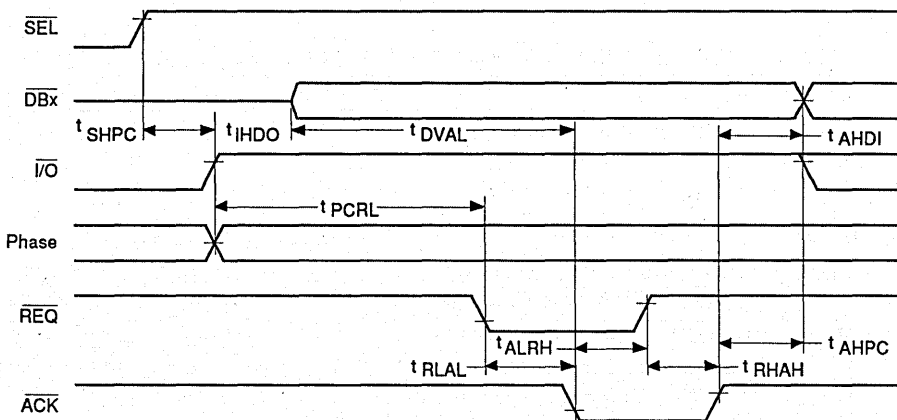 SEL
DBx
t SHPC
t IHDO
t DVAL
t AHDI
I/O
t PCRL
Phase
REQ
t ALRH
t AHPC
t RLAL
t RHAH
ACK